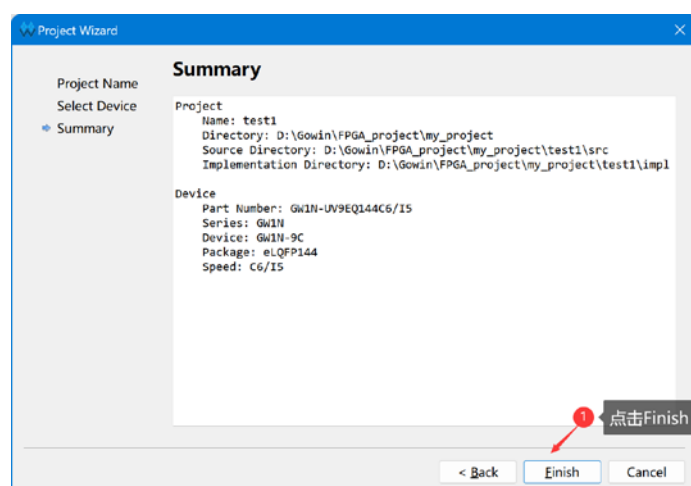 Project Wizard
Summary
Project Name
Select Device
Summary
Project
Name: test1
Directory: D:\Gowin\FPGA_project\my_project
Source Directory: D:\Gowin\FPGA_project\my_project\test1\src
Implementation Directory: D:\Gowin\FPGA_project\my_project\test1\impl
Device
Part Number: GW1N-UV9EQ144C6/I5
Series: GW1N
Device: GW1N-9C
Package: eLQFP144
Speed: C6/I5
1 点击Finish
< Back Finish Cancel